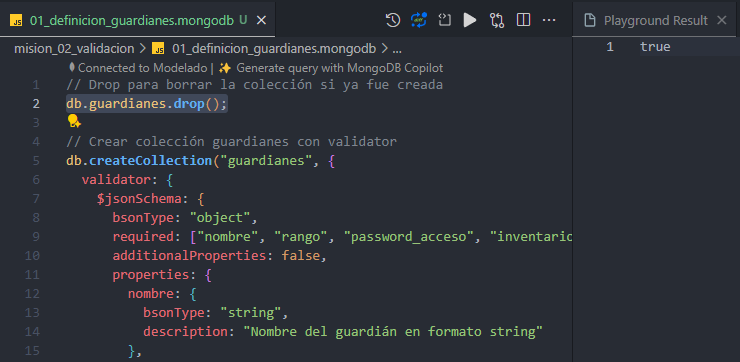 JS 01_definicion_guardianes.mongodb U
Playground Result ×
mision_02_validacion > JS 01_definicion_guardianes.mongodb > ...
1 true
Connected to Modelado | ✨ Generate query with MongoDB Copilot
1 // Drop para borrar la colección si ya fue creada
2 db.guardianes.drop();
3
4 // Crear colección guardianes con validator
5 db.createCollection("guardianes", {
6 validator: {
7 $jsonSchema: {
8 bsonType: "object",
9 required: ["nombre", "rango", "password_acceso", "inventario
10 additionalProperties: false,
11 properties: {
12 nombre: {
13 bsonType: "string",
14 description: "Nombre del guardián en formato string"
15 },